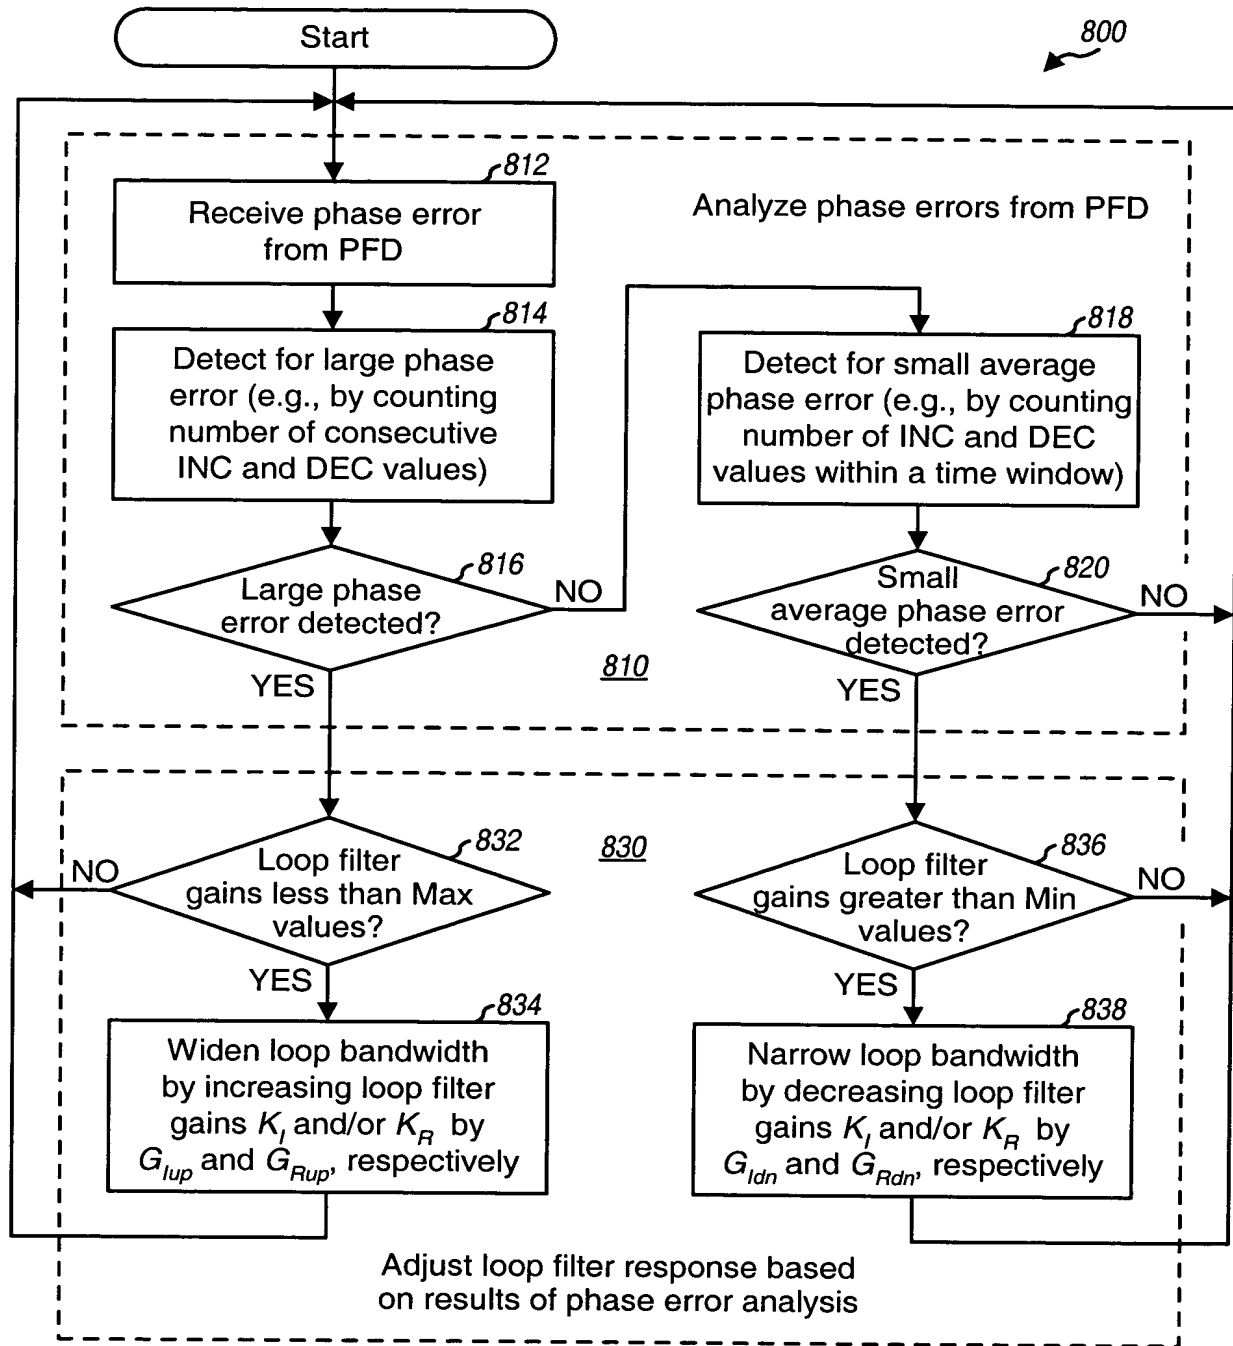 Start
800
812
Receive phase error
from PFD
Analyze phase errors from PFD
814
Detect for large phase
error (e.g., by counting
number of consecutive
INC and DEC values)
818
Detect for small average
phase error (e.g., by counting
number of INC and DEC
values within a time window)
816
Large phase
error detected?
NO
YES
820
Small
average phase error
detected?
NO
YES
810
832
Loop filter
gains less than Max
values?
NO
YES
830
836
Loop filter
gains greater than Min
values?
NO
YES
834
Widen loop bandwidth
by increasing loop filter
gains K_I and/or K_R by
G_Iup and G_Rup, respectively
838
Narrow loop bandwidth
by decreasing loop filter
gains K_I and/or K_R by
G_Idn and G_Rdn, respectively
Adjust loop filter response based
on results of phase error analysis